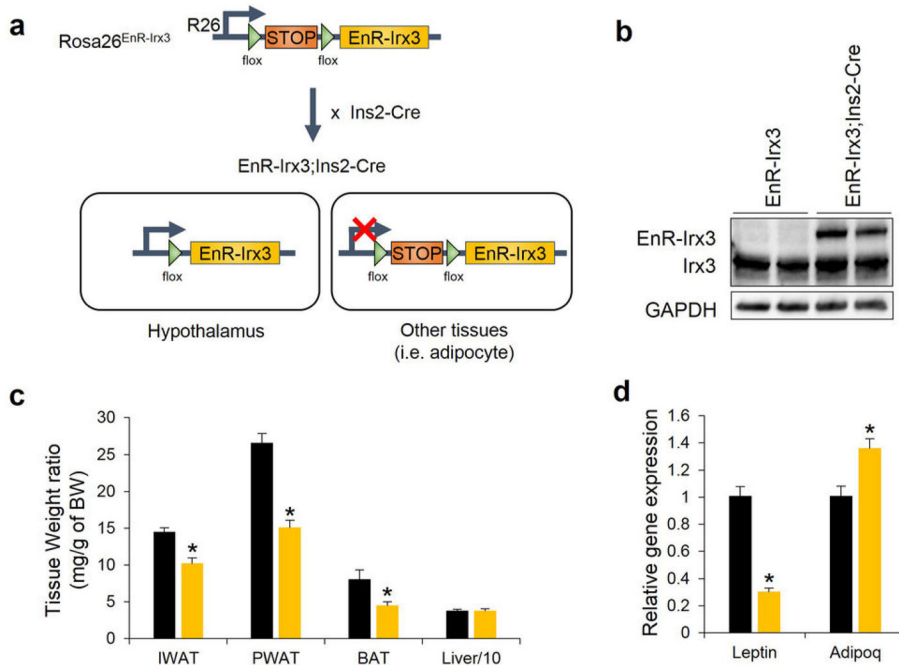 a
Rosa26EnR-Irx3
R26
STOP
EnR-Irx3
flox
flox
x Ins2-Cre
EnR-Irx3;Ins2-Cre
EnR-Irx3
flox
Hypothalamus
STOP
EnR-Irx3
flox
flox
Other tissues
(i.e. adipocyte)
b
EnR-Irx3
EnR-Irx3;Ins2-Cre
EnR-Irx3
Irx3
GAPDH
c
Tissue Weight ratio
(mg/g of BW)
30
25
20
15
10
5
0
*
*
*
IWAT PWAT BAT Liver/10
d
Relative gene expression
1.6
1.4
1.2
1
0.8
0.6
0.4
0.2
0
*
*
Leptin Adipoq